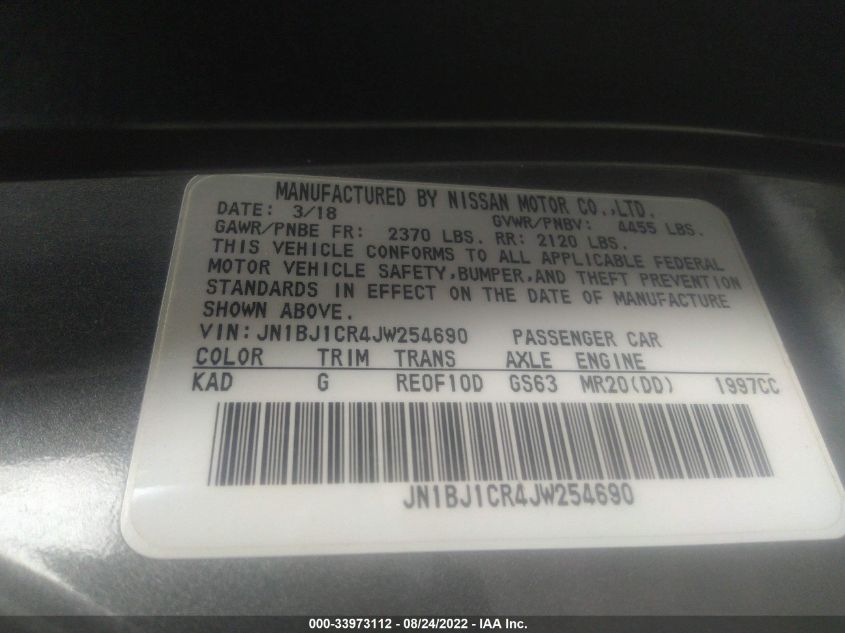 MANUFACTURED BY NISSAN MOTOR CO.,LTD.
DATE: 3/18 GVWR/PNBV: 4455 LBS.
GAWR/PNBE FR: 2370 LBS. RR: 2120 LBS.
THIS VEHICLE CONFORMS TO ALL APPLICABLE FEDERAL
MOTOR VEHICLE SAFETY,BUMPER,AND THEFT PREVENTION
STANDARDS IN EFFECT ON THE DATE OF MANUFACTURE
SHOWN ABOVE.
VIN: JN1BJ1CR4JW254690 PASSENGER CAR
COLOR TRIM TRANS AXLE ENGINE
KAD G RE0F10D GS63 MR20(DD) 1997CC
JN1BJ1CR4JW254690
000-33973112 - 08/24/2022 - IAA Inc.